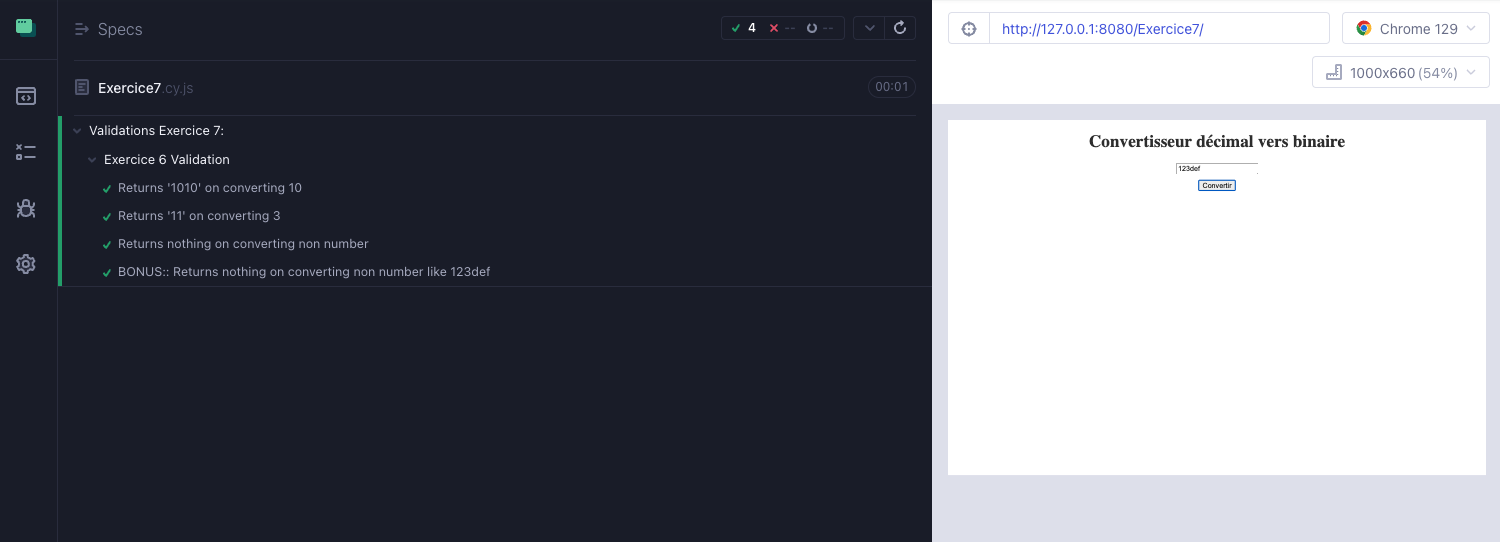 Specs
4 -- --
Exercice7.cy.js
00:01
Validations Exercice 7:
Exercice 6 Validation
Returns '1010' on converting 10
Returns '11' on converting 3
Returns nothing on converting non number
BONUS:: Returns nothing on converting non number like 123def
http://127.0.0.1:8080/Exercice7/
Chrome 129
1000x660 (54%)
Convertisseur décimal vers binaire
123def
Convertir